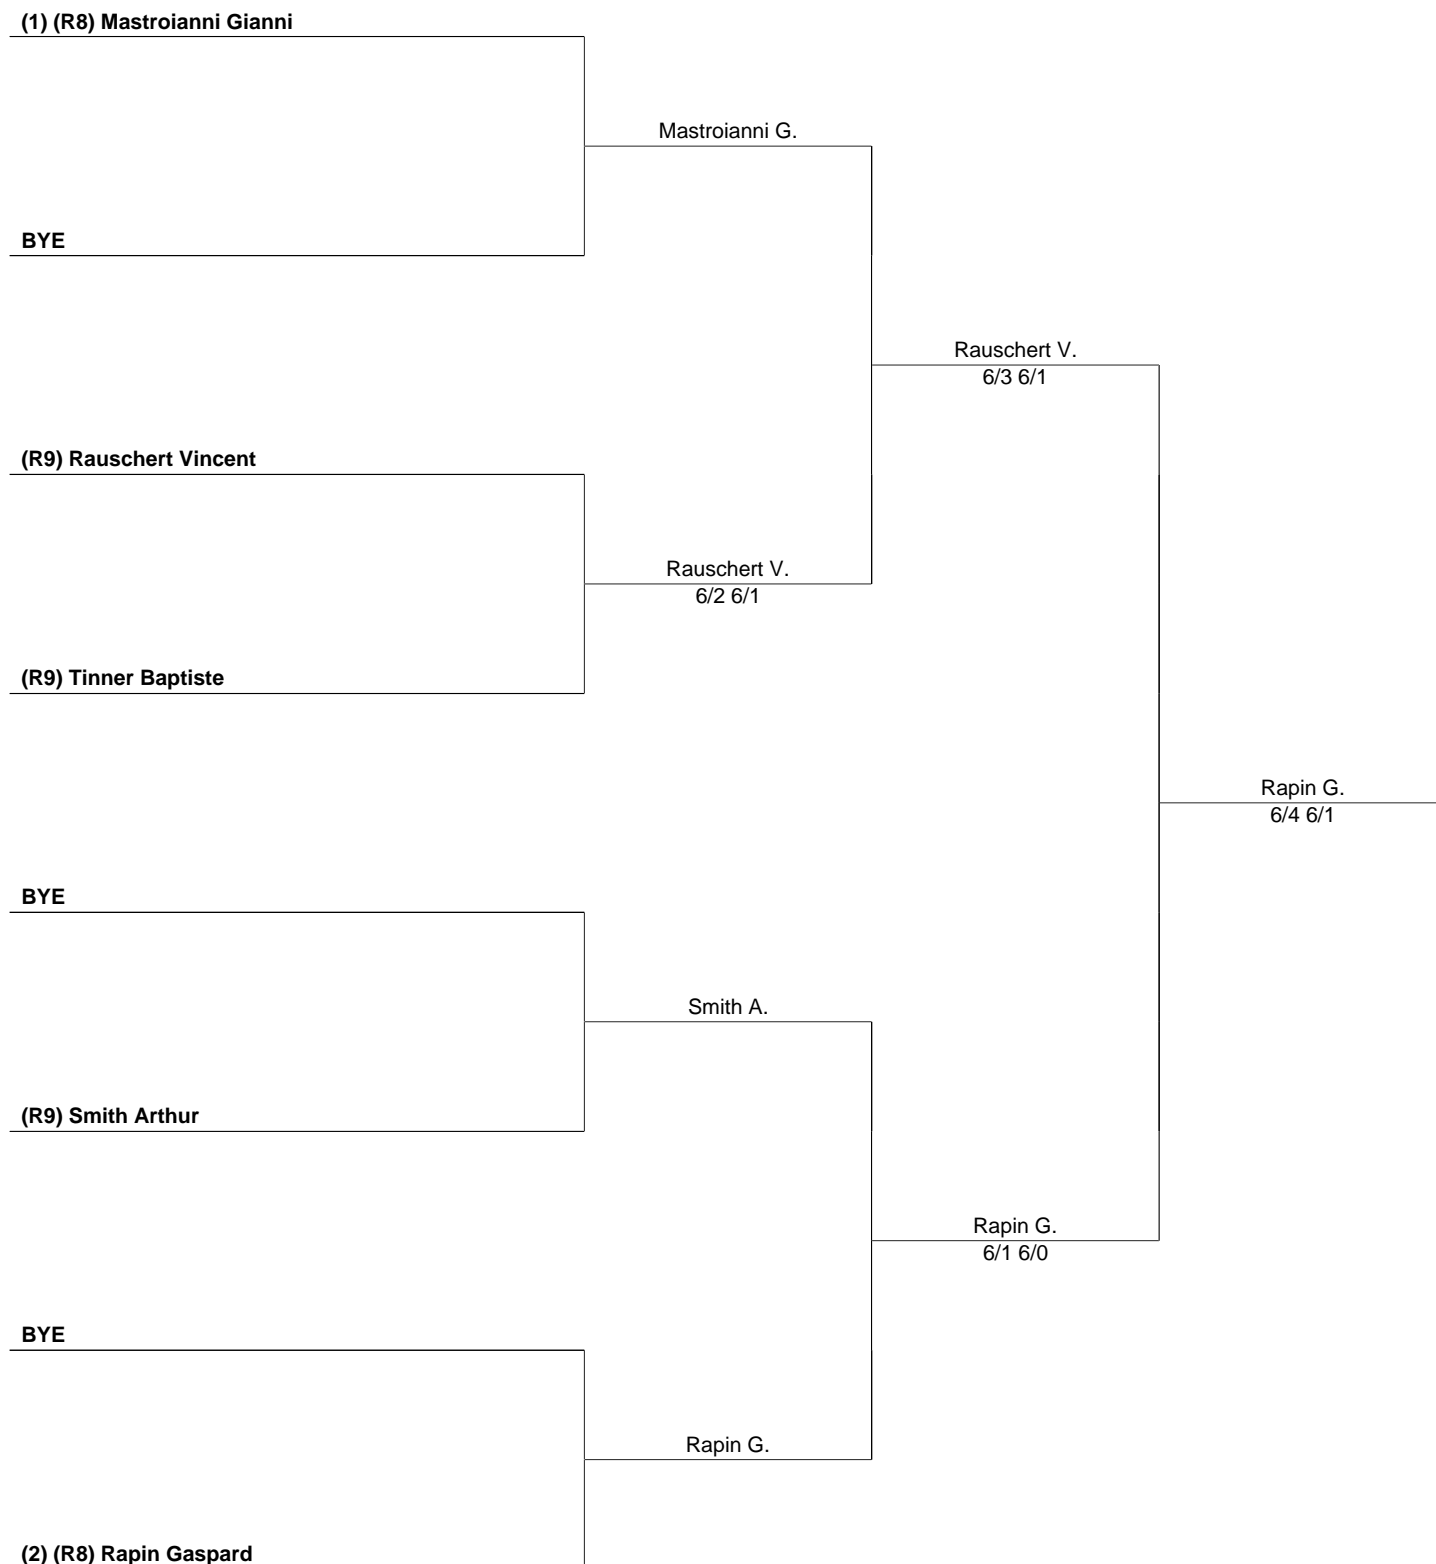 (1) (R8) Mastroianni Gianni
Mastroianni G.
BYE
Rauschert V.
6/3 6/1
(R9) Rauschert Vincent
Rauschert V.
6/2 6/1
(R9) Tinner Baptiste
Rapin G.
6/4 6/1
BYE
Smith A.
(R9) Smith Arthur
Rapin G.
6/1 6/0
BYE
Rapin G.
(2) (R8) Rapin Gaspard